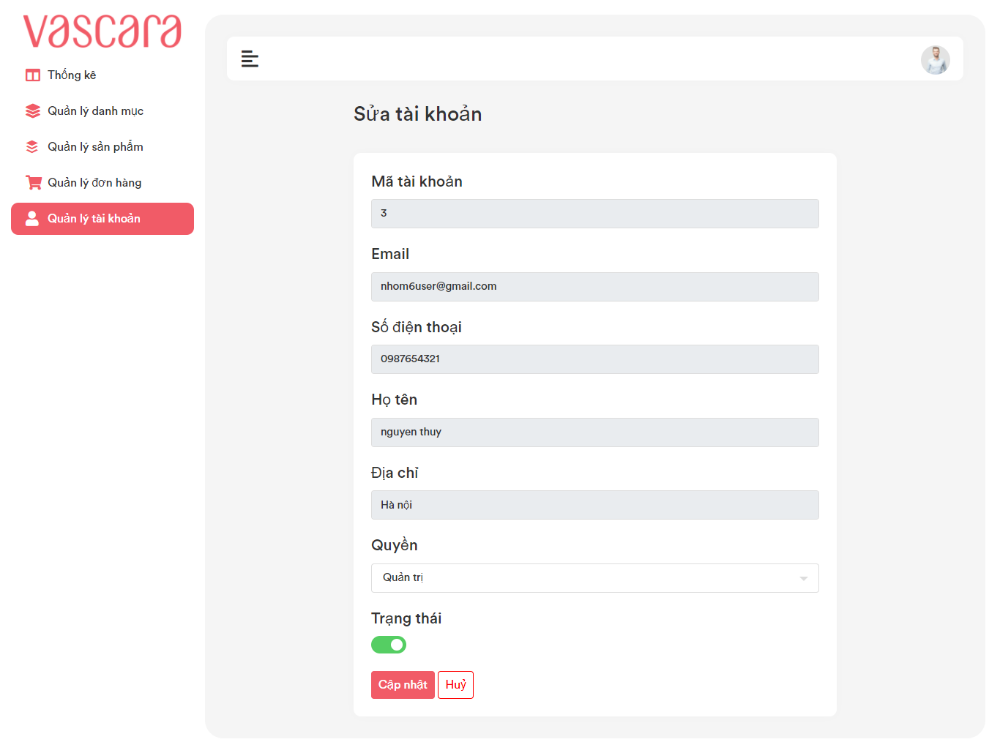 vascara
Thống kê
Quản lý danh mục
Quản lý sản phẩm
Quản lý đơn hàng
Quản lý tài khoản
Sửa tài khoản
Mã tài khoản
3
Email
nhom6user@gmail.com
Số điện thoại
0987654321
Họ tên
nguyen thuy
Địa chỉ
Hà nội
Quyền
Quản trị
Trạng thái
Cập nhật
Huỷ